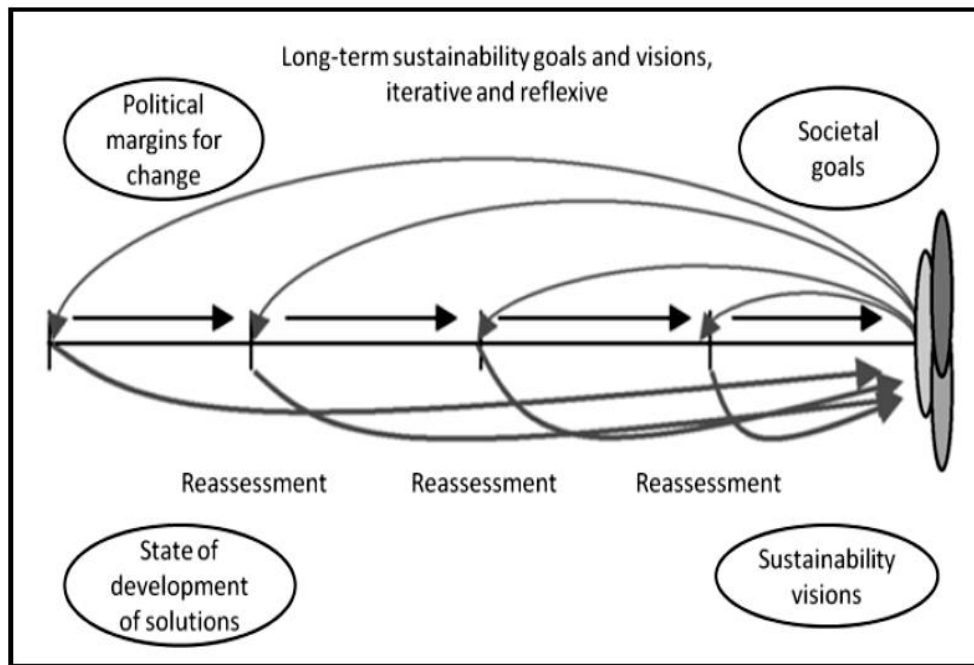 Long-term sustainability goals and visions,
iterative and reflexive
Political
margins for
change
Societal
goals
Reassessment
Reassessment
Reassessment
State of
development
of solutions
Sustainability
visions